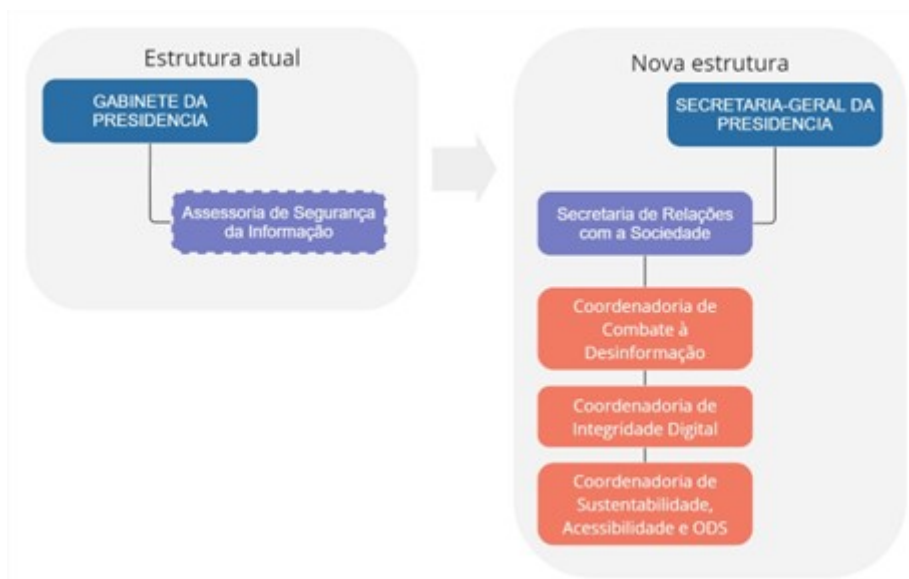 Estrutura atual
GABINETE DA
PRESIDENCIA
Assessoria de Segurança
da Informação
Nova estrutura
SECRETARIA-GERAL DA
PRESIDENCIA
Secretaria de Relações
com a Sociedade
Coordenadoria de
Combate à
Desinformação
Coordenadoria de
Integridade Digital
Coordenadoria de
Sustentabilidade,
Acessibilidade e ODS